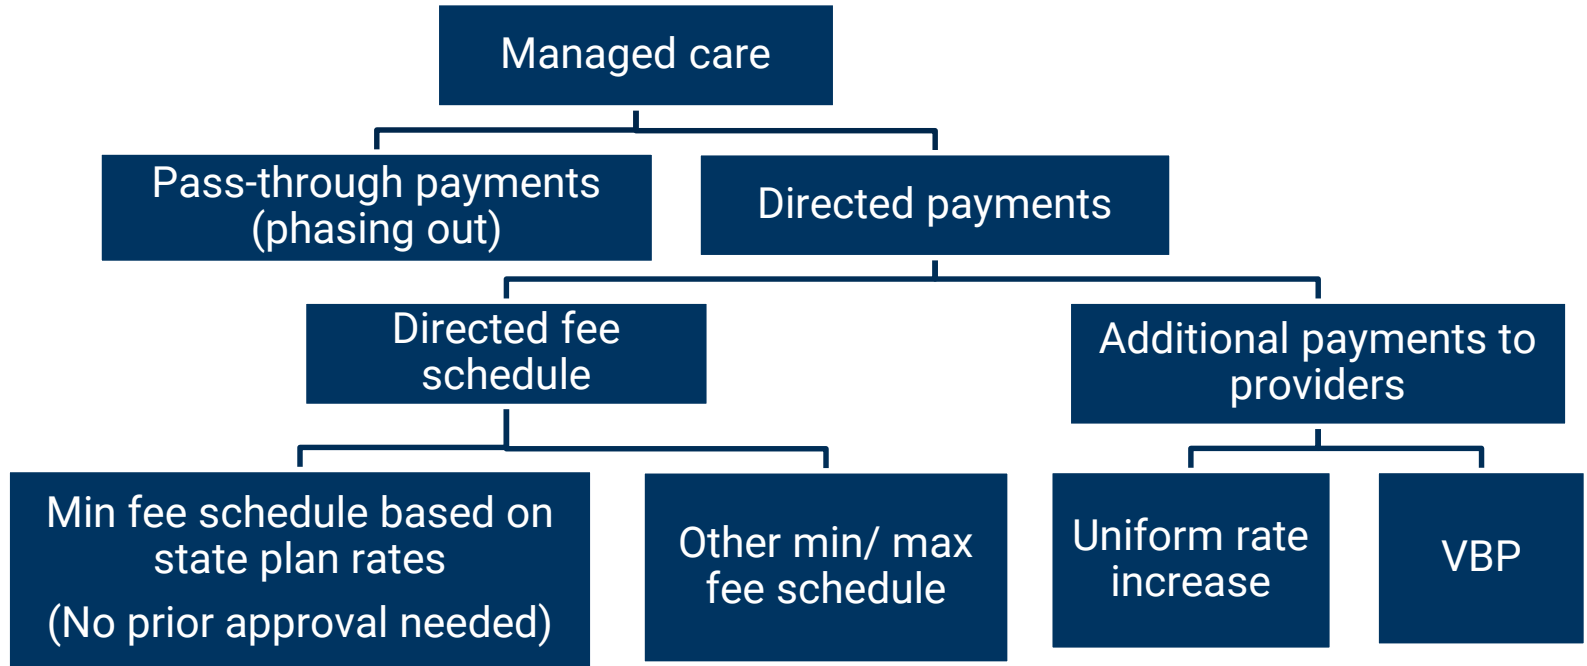 Managed care
Pass-through payments
(phasing out)
Directed payments
Directed fee
schedule
Additional payments to
providers
Min fee schedule based on
state plan rates
(No prior approval needed)
Other min/ max
fee schedule
Uniform rate
increase
VBP